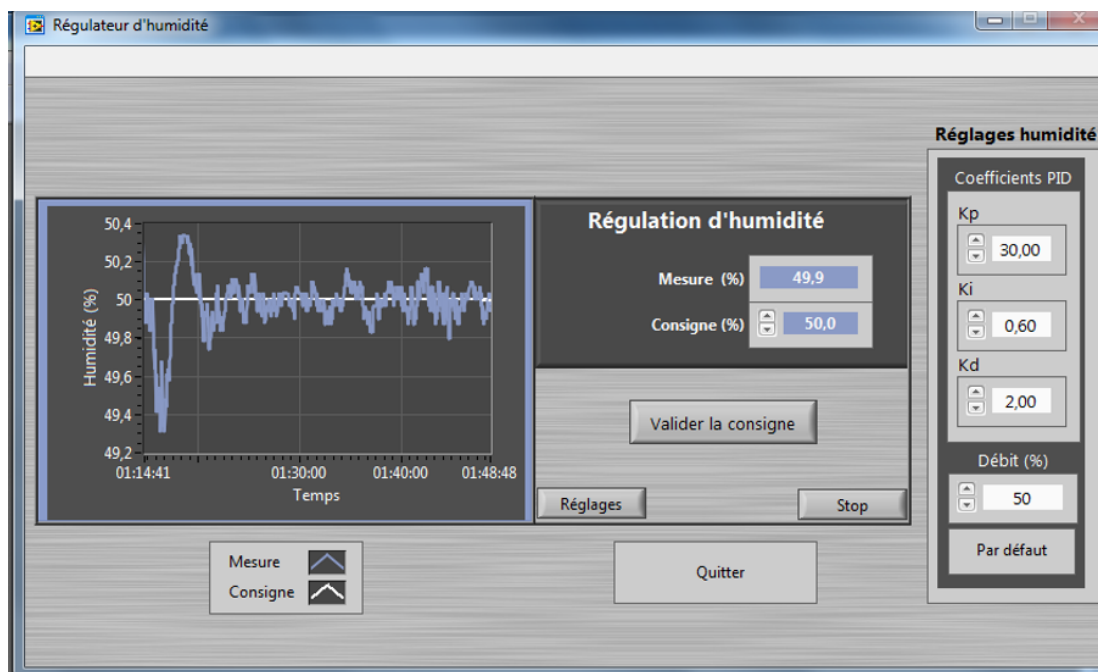 Régulateur d'humidité
Réglages humidité
Coefficients PID
Kp
30,00
Ki
0,60
Kd
2,00
Débit (%)
50
Par défaut
Régulation d'humidité
Mesure (%)
49,9
Consigne (%)
50,0
Valider la consigne
Réglages
Stop
Humidité (%)
50,4
50,2
50
49,8
49,6
49,4
49,2
01:14:41
01:30:00
01:40:00
01:48:48
Temps
Mesure
Consigne
Quitter